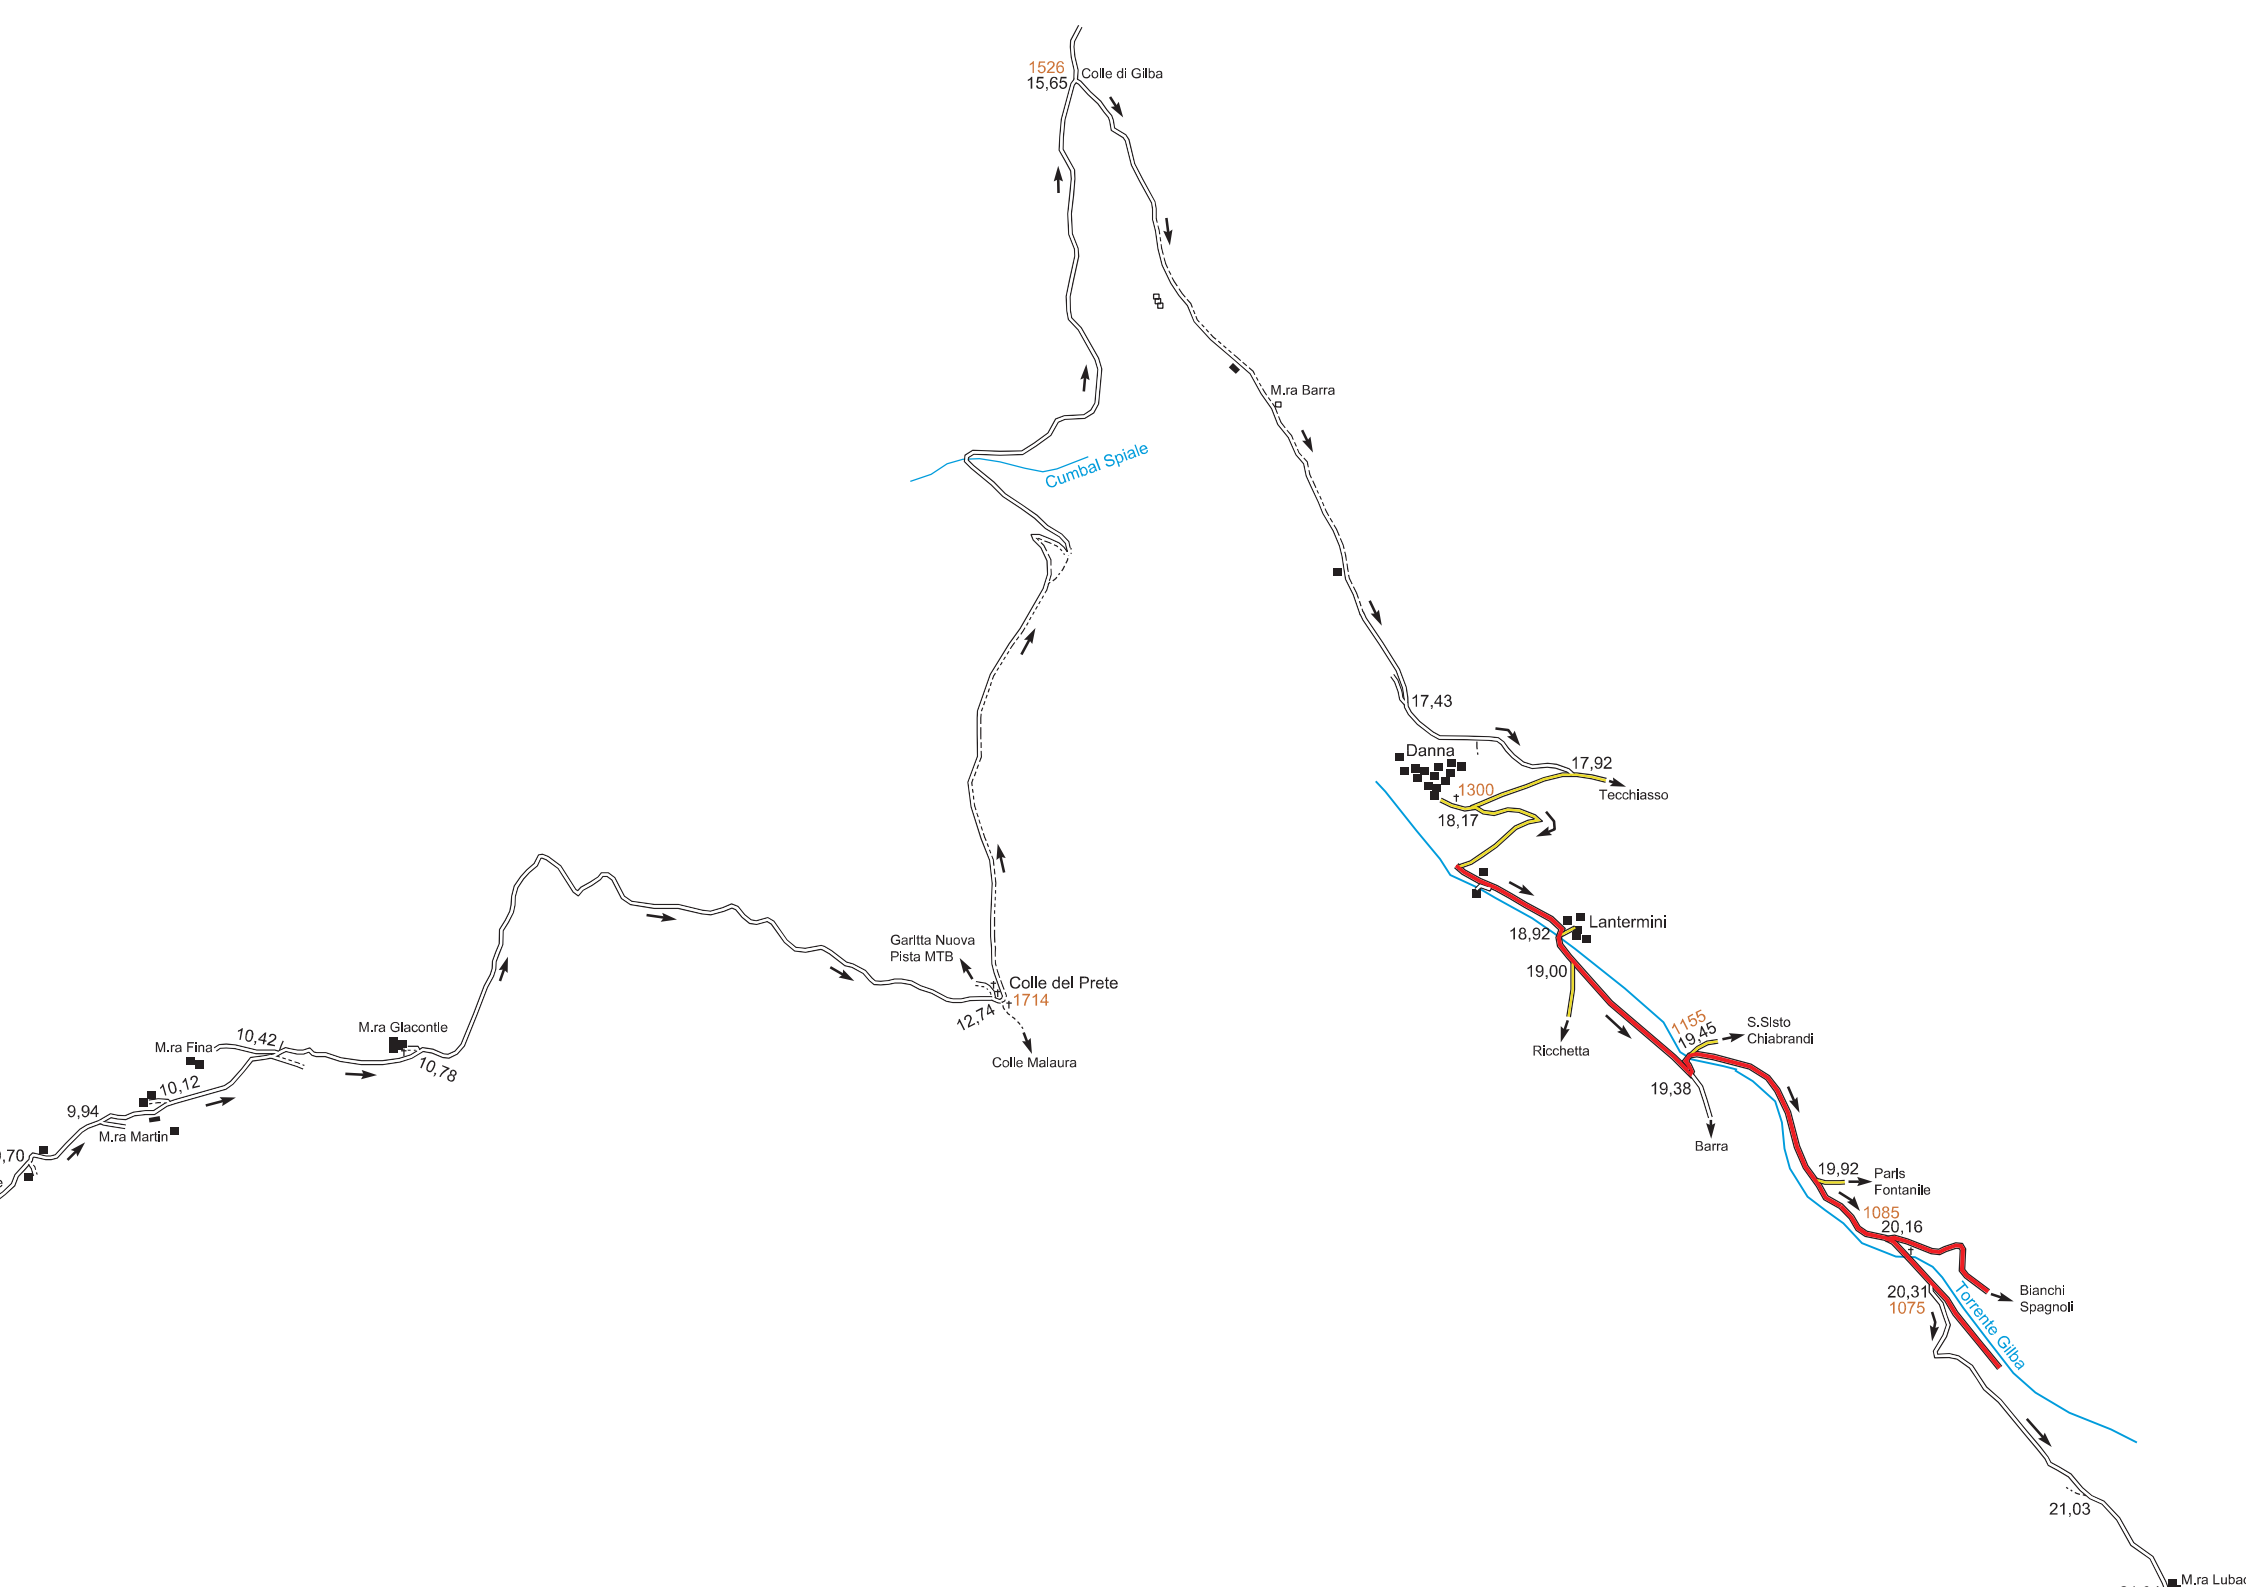 1526
15,65
Colle di Gilba
Cumbal Spiale
M.ra Barra
17,43
Danna
17,92
Tecchiasso
1300
18,17
Lantermini
18,92
19,00
Ricchetta
1155
19,45
S.Sisto
Chiabrandi
19,38
Barra
19,92
Paris
Fontanile
1085
20,16
Bianchi
Spagnoli
20,31
1075
Torrente Gilba
21,03
M.ra Lubac
Garitta Nuova
Pista MTB
Colle del Prete
1714
12,74
Colle Malaura
M.ra Giacontie
10,78
M.ra Fina
10,42
10,12
9,94
M.ra Martin